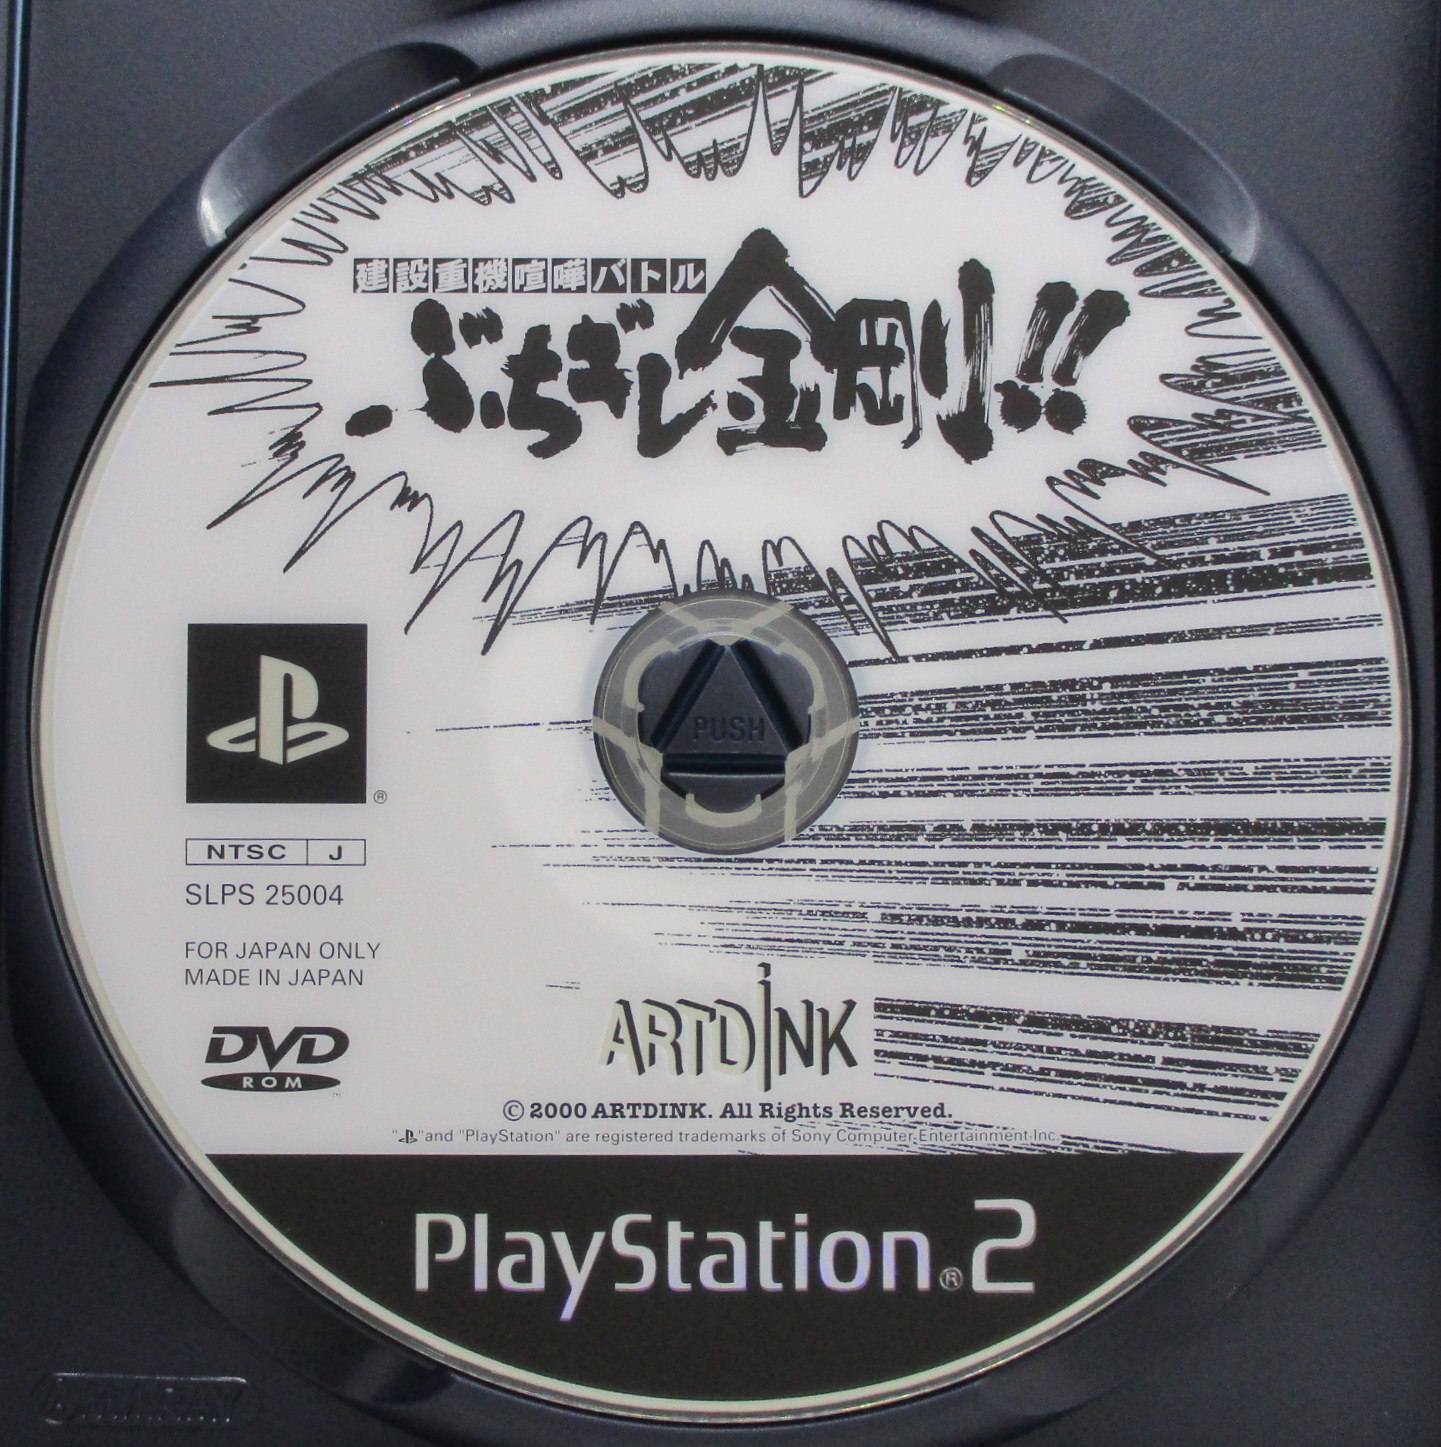 建設重機喧嘩バトル
ぶちギレ金剛!!
PUSH
®
NTSC J
SLPS 25004
FOR JAPAN ONLY
MADE IN JAPAN
DVD
ROM
ARTDINK
© 2000 ARTDINK. All Rights Reserved.
" "and "PlayStation" are registered trademarks of Sony Computer Entertainment Inc.
PlayStation®2